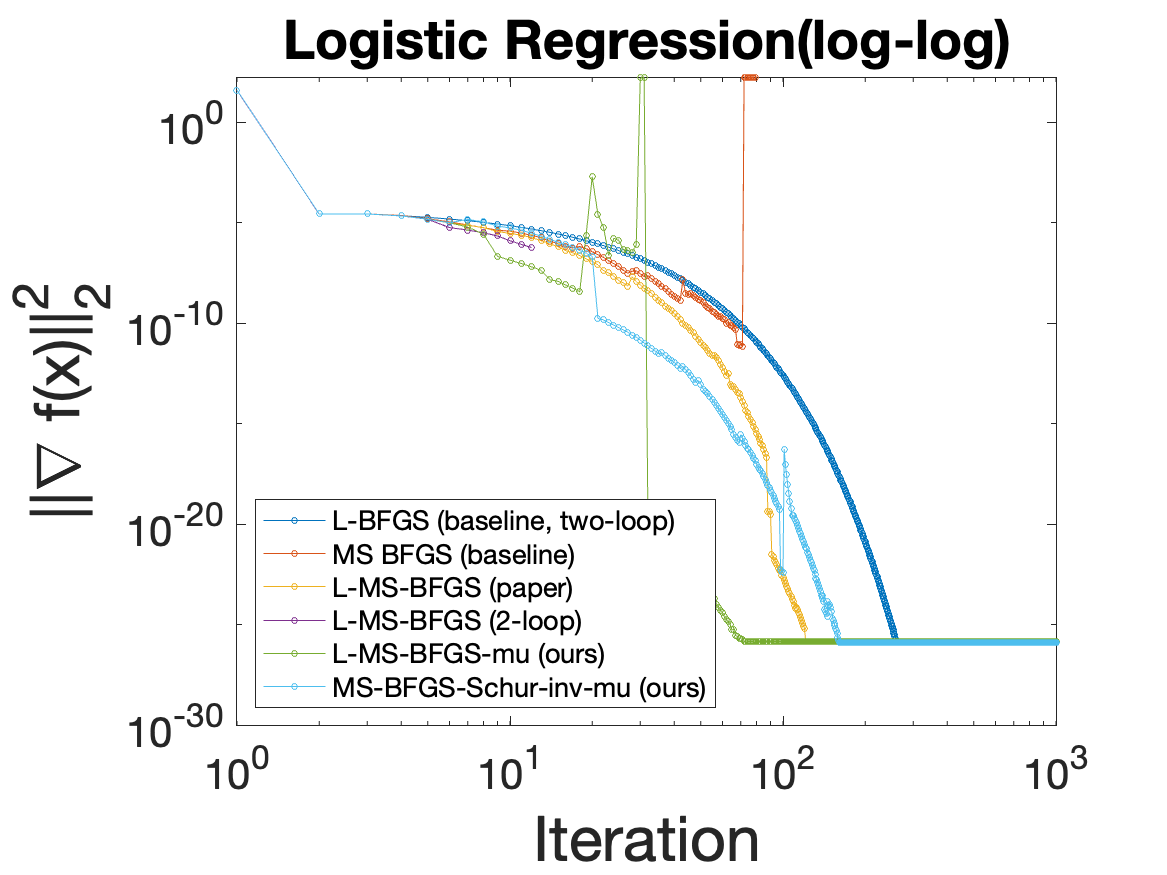 Logistic Regression(log-log)
10^0
10^-10
10^-20
10^-30
||∇ f(x)||_2^2
L-BFGS (baseline, two-loop)
MS BFGS (baseline)
L-MS-BFGS (paper)
L-MS-BFGS (2-loop)
L-MS-BFGS-mu (ours)
MS-BFGS-Schur-inv-mu (ours)
10^0 10^1 10^2 10^3
Iteration